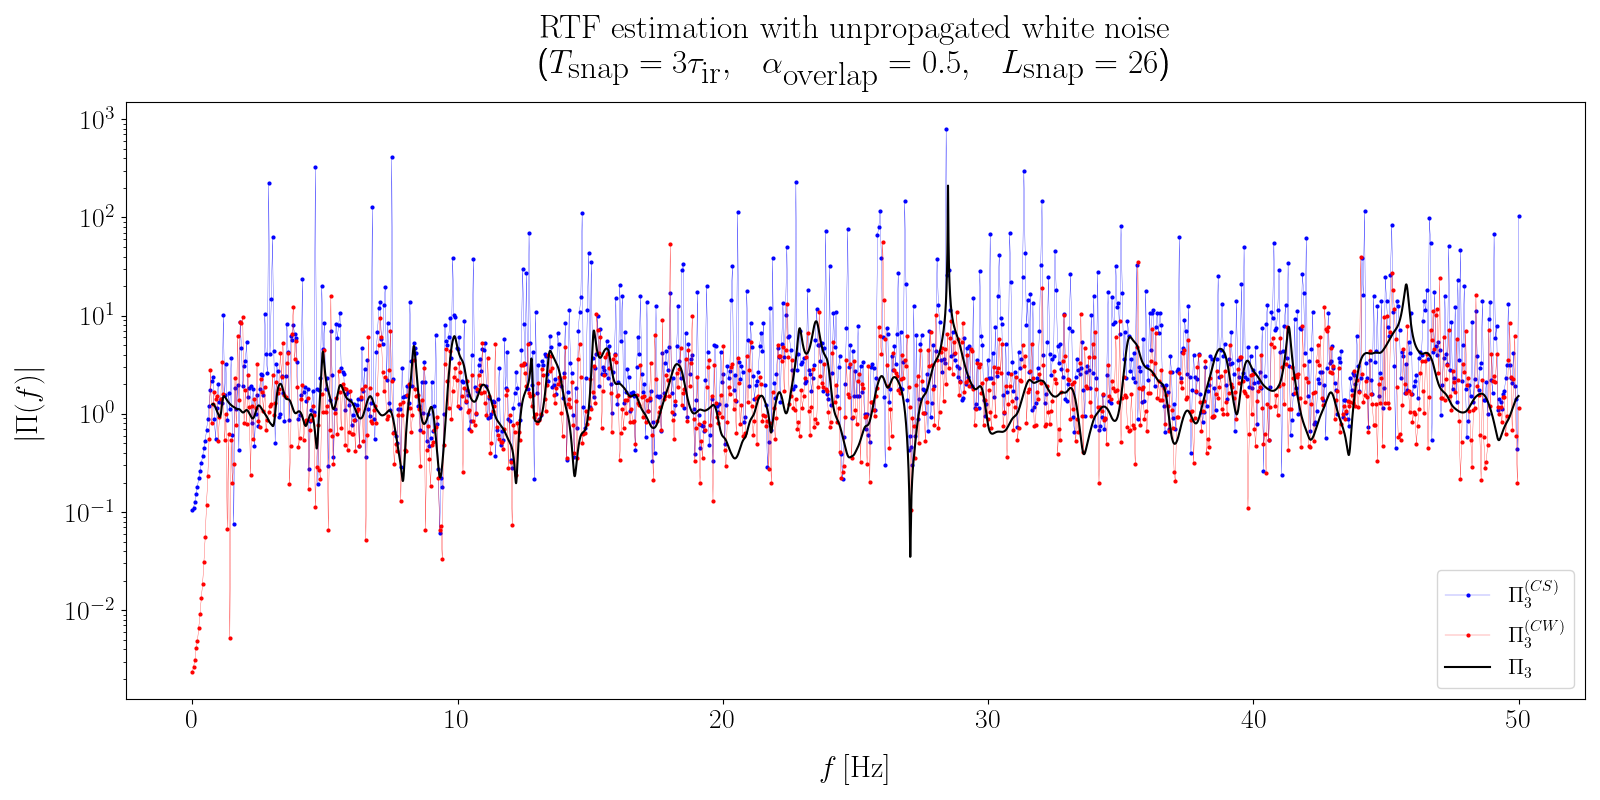 RTF estimation with unpropagated white noise
(T_snap = 3τ_ir, α_overlap = 0.5, L_snap = 26)
|Π(f)|
10^3
10^2
10^1
10^0
10^−1
10^−2
0 10 20 30 40 50
f [Hz]
Π_3^(CS)
Π_3^(CW)
Π_3